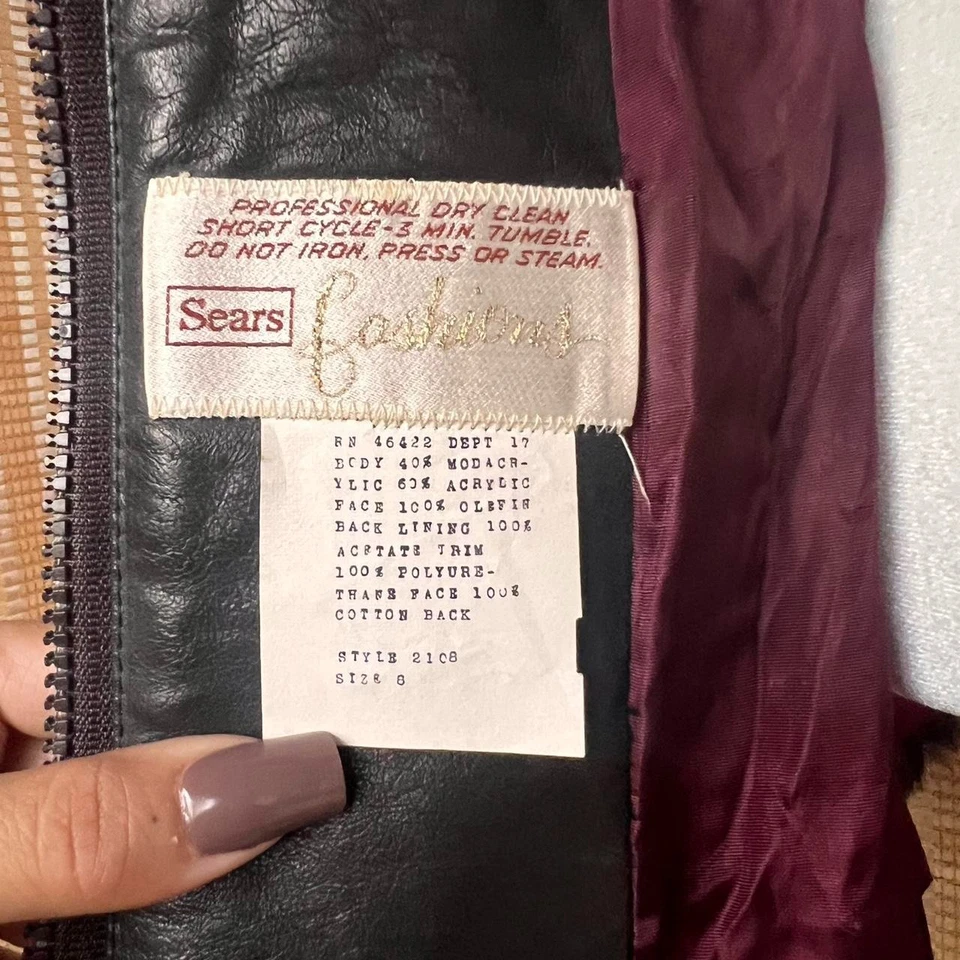 PROFESSIONAL DRY CLEAN
SHORT CYCLE-3 MIN. TUMBLE.
DO NOT IRON, PRESS OR STEAM.
Sears fashions
RN 46422 DEPT 17
BODY 40% MODACR-
YLIC 60% ACRYLIC
FACE 100% OLEFIN
BACK LINING 100%
ACETATE TRIM
100% POLYURE-
THANE FACE 100%
COTTON BACK
STYLE 2108
SIZE 8